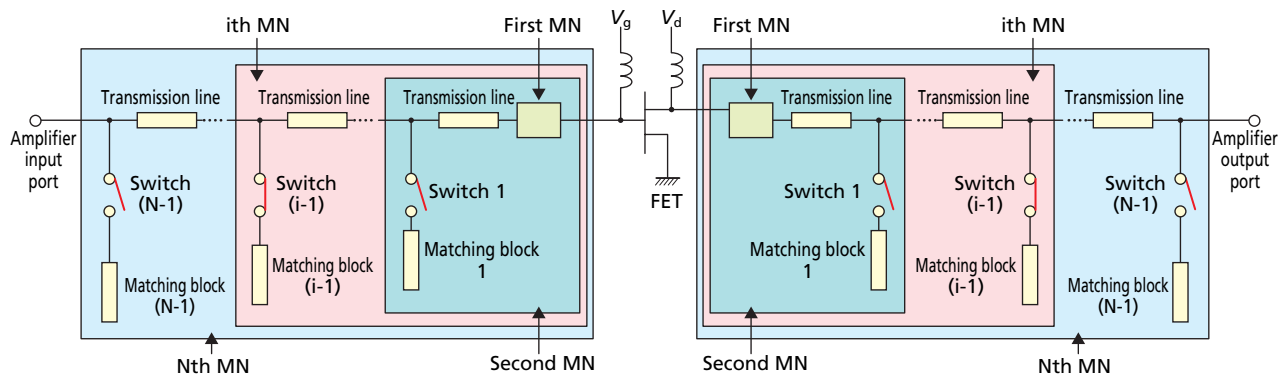 ith MN
First MN
Vg
Vd
First MN
ith MN
Transmission line
Transmission line
Transmission line
Transmission line
Transmission line
Transmission line
Amplifier
input
port
Amplifier
output
port
Switch
(N-1)
Switch
(i-1)
Switch 1
FET
Switch 1
Switch
(i-1)
Switch
(N-1)
Matching block
(N-1)
Matching block
(i-1)
Matching block
1
Matching block
1
Matching block
(i-1)
Matching block
(N-1)
Nth MN
Second MN
Second MN
Nth MN